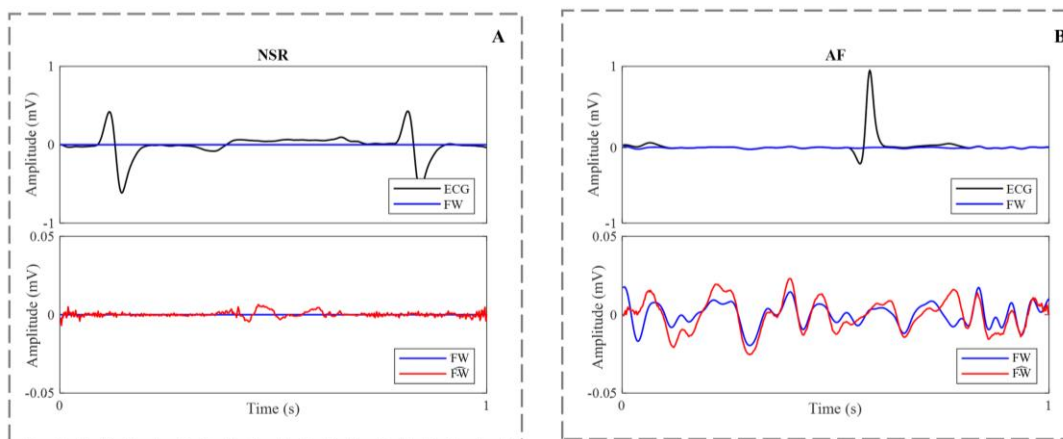 A
NSR
1
0
-1
Amplitude (mV)
ECG
FW
0.05
0
-0.05
Amplitude (mV)
FW
F̂W
0
Time (s)
1
B
AF
1
0
-1
Amplitude (mV)
ECG
FW
0.05
0
-0.05
Amplitude (mV)
FW
F̂W
0
Time (s)
1